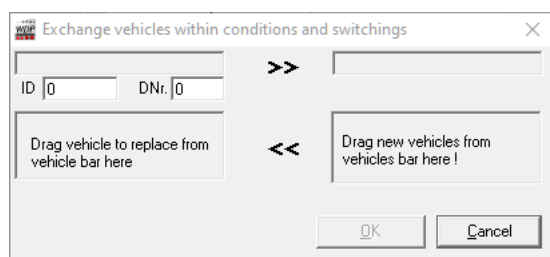 WDP Exchange vehicles within conditions and switchings
>>
ID 0 DNr. 0
Drag vehicle to replace from
vehicle bar here
<<
Drag new vehicles from
vehicles bar here !
OK Cancel